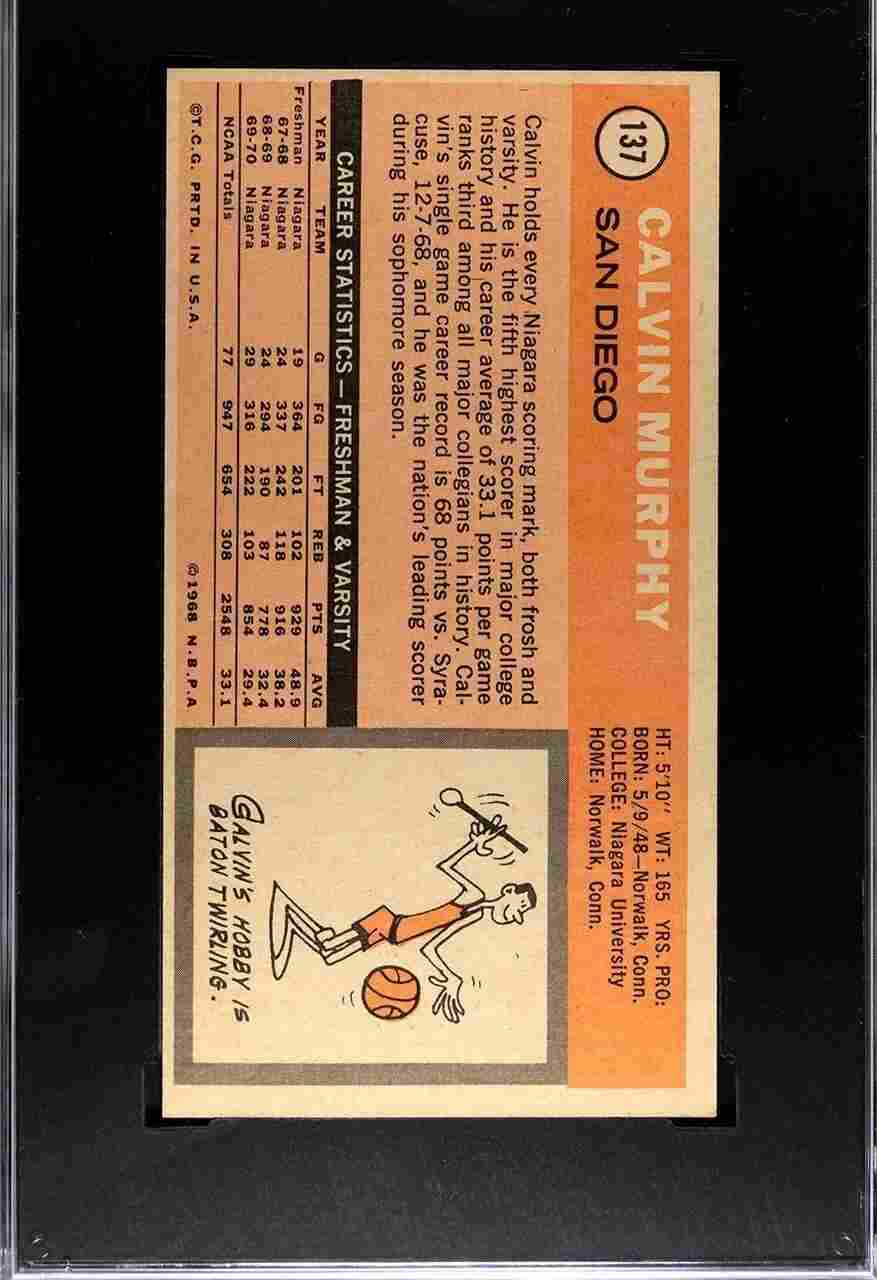 137
CALVIN MURPHY
SAN DIEGO
HT: 5'10" WT: 165 YRS. PRO:
BORN: 5/9/48—Norwalk, Conn.
COLLEGE: Niagara University
HOME: Norwalk, Conn.
Calvin holds every Niagara scoring mark, both frosh and
varsity. He is the fifth highest scorer in major college
history and his career average of 33.1 points per game
ranks third among all major collegians in history. Cal-
vin's single game career record is 68 points vs. Syra-
cuse, 12-7-68, and he was the nation's leading scorer
during his sophomore season.
CAREER STATISTICS — FRESHMAN & VARSITY
YEAR TEAM G FG FT REB PTS AVG
Freshman Niagara 19 364 201 102 929 48.9
67-68 Niagara 24 337 242 118 916 38.2
68-69 Niagara 24 294 190 87 778 32.4
69-70 Niagara 29 316 222 103 854 29.4
NCAA Totals 77 947 654 308 2548 33.1
©T.C.G. PRTD. IN U.S.A. ©1968 N.B.P.A
CALVIN'S HOBBY IS
BATON TWIRLING.